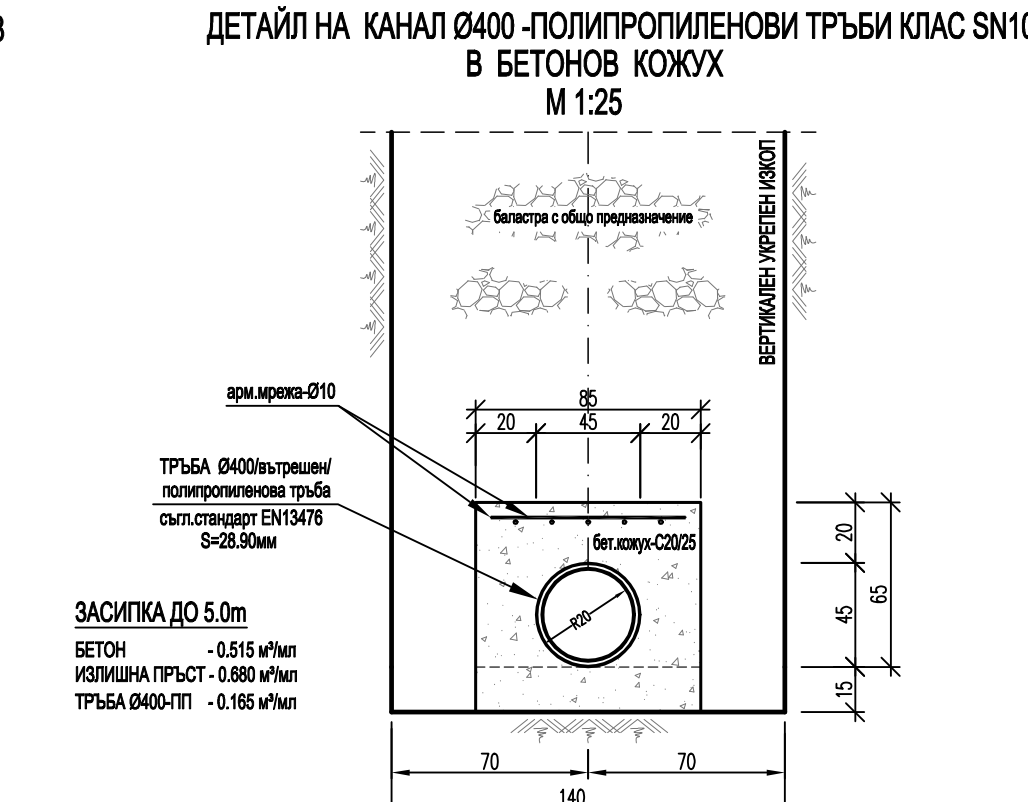 3
ДЕТАЙЛ НА КАНАЛ Ø400 -ПОЛИПРОПИЛЕНОВИ ТРЪБИ КЛАС SN10
В БЕТОНОВ КОЖУХ
М 1:25
ВЕРТИКАЛЕН УКРЕПЕН ИЗКОП
баластра с общо предназначение
арм.мрежа-Ø10
85
20
45
20
ТРЪБА Ø400/вътрешен/
полипропиленова тръба
съгл.стандарт EN13476
S=28.90мм
бет.кожух-C20/25
R20
20
45
65
15
ЗАСИПКА ДО 5.0m
БЕТОН - 0.515 м³/мл
ИЗЛИШНА ПРЪСТ - 0.680 м³/мл
ТРЪБА Ø400-ПП - 0.165 м³/мл
70
70
140